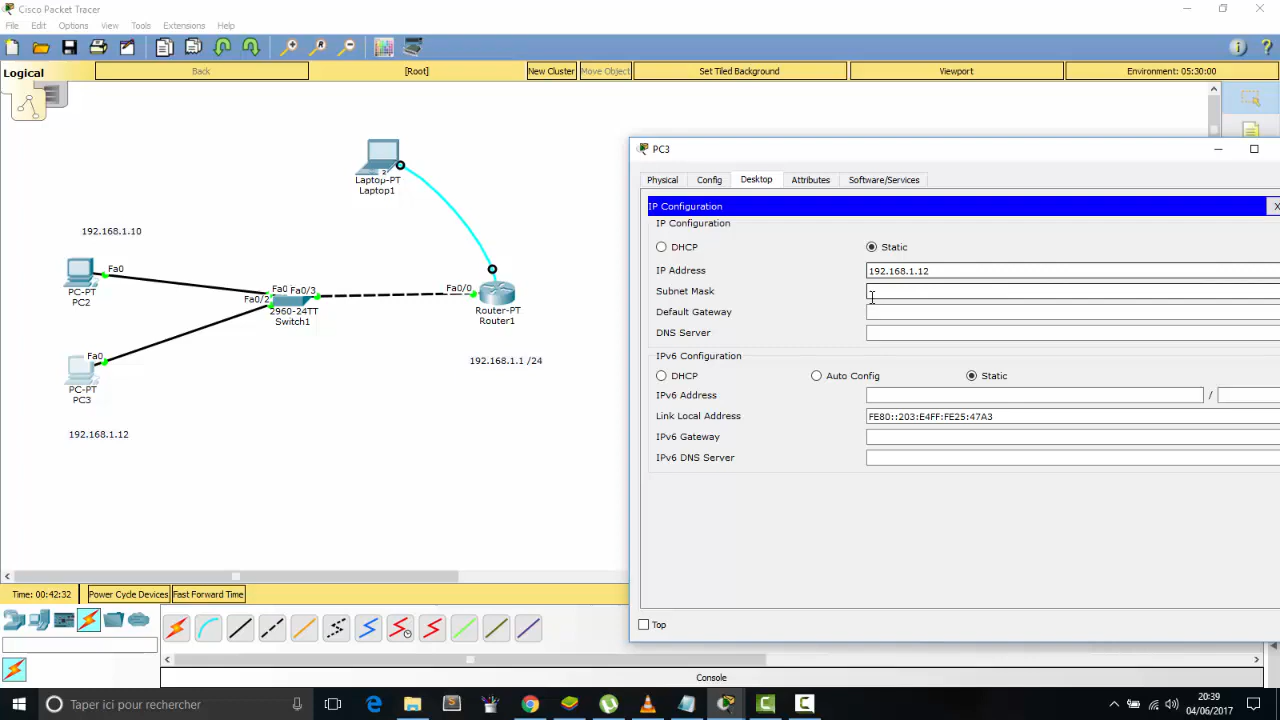 Cisco Packet Tracer
File Edit Options View Tools Extensions Help
Logical Back [Root] New Cluster Move Object Set Tiled Background Viewport Environment: 05:30:00
Laptop-PT
Laptop1
192.168.1.10
Fa0
PC-PT
PC2
Fa0 Fa0/3
Fa0/2
2960-24TT
Switch1
Fa0/0
Router-PT
Router1
192.168.1.1 /24
Fa0
PC-PT
PC3
192.168.1.12
PC3
Physical Config Desktop Attributes Software/Services
IP Configuration X
IP Configuration
DHCP Static
IP Address 192.168.1.12
Subnet Mask
Default Gateway
DNS Server
IPv6 Configuration
DHCP Auto Config Static
IPv6 Address /
Link Local Address FE80::203:E4FF:FE25:47A3
IPv6 Gateway
IPv6 DNS Server
Top
Time: 00:42:32 Power Cycle Devices Fast Forward Time
Console
Taper ici pour rechercher
20:39
04/06/2017